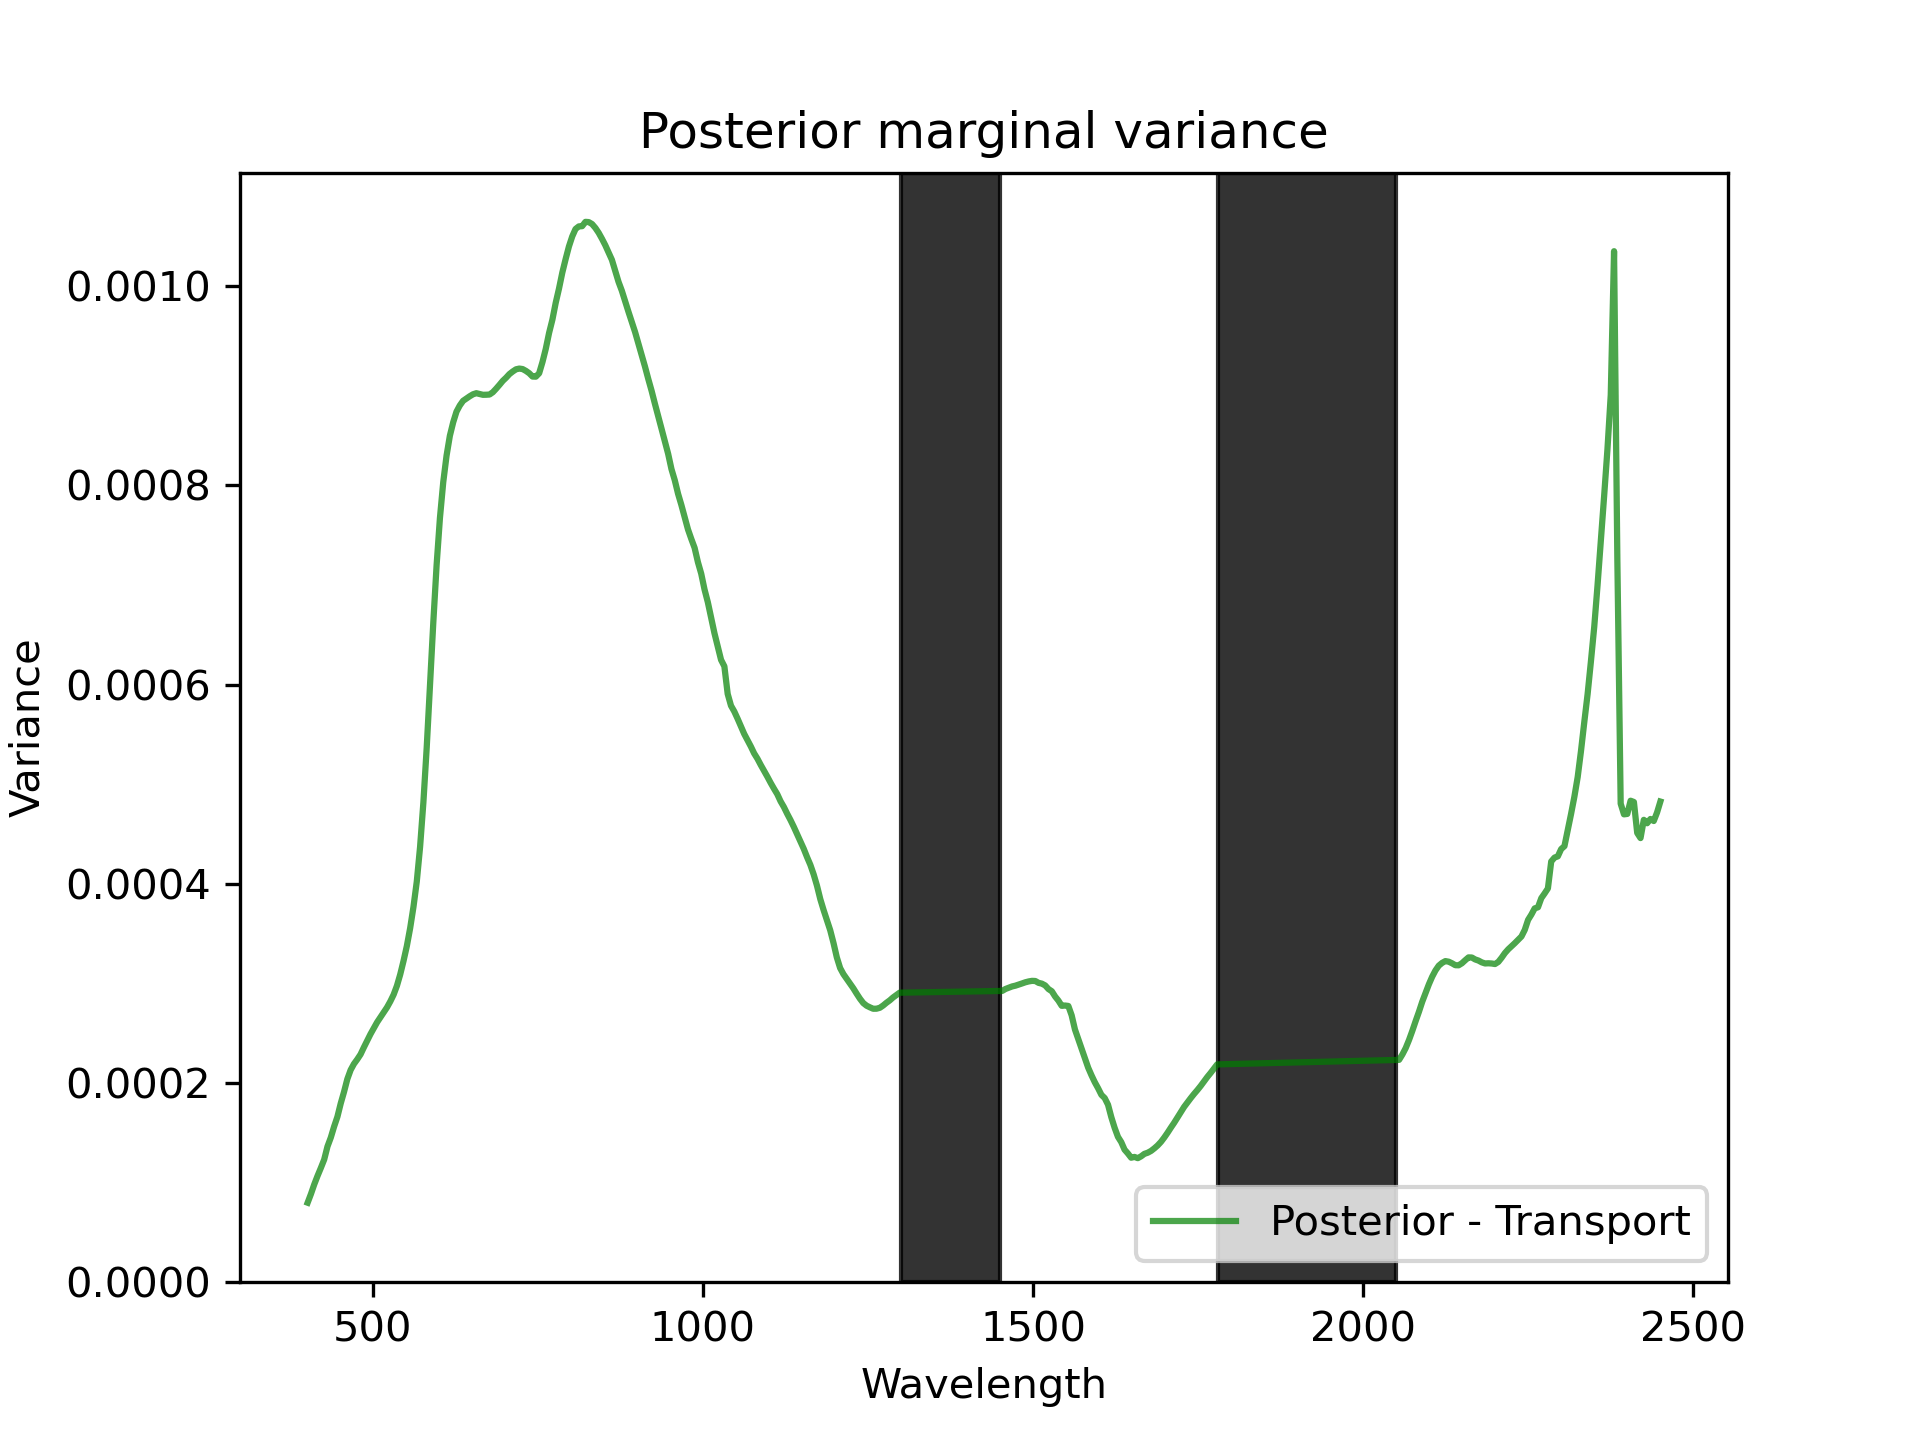 Posterior marginal variance
Variance
0.0010
0.0008
0.0006
0.0004
0.0002
0.0000
Posterior - Transport
500 1000 1500 2000 2500
Wavelength